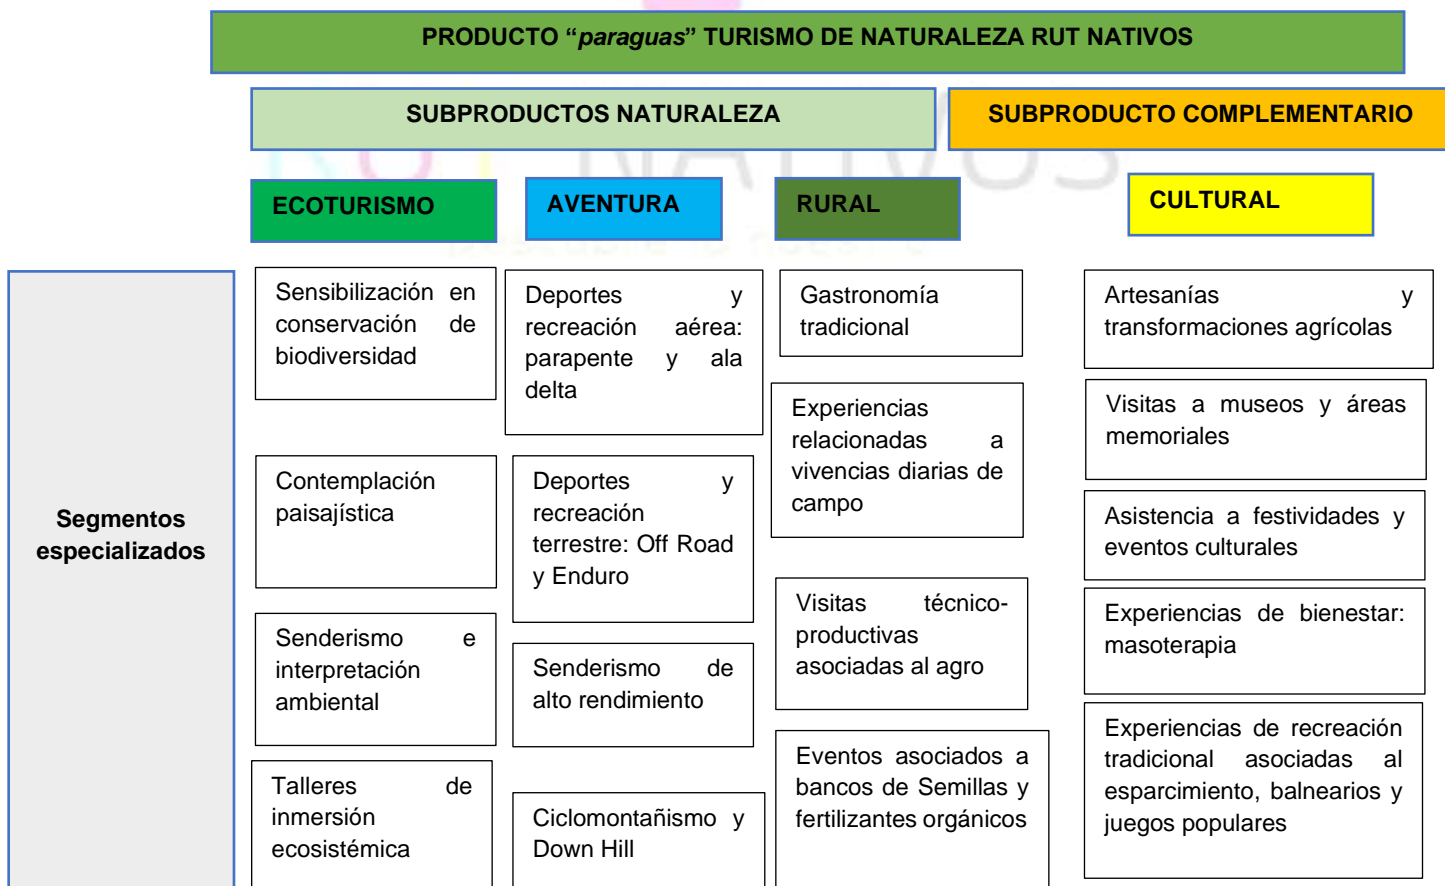 PRODUCTO “paraguas” TURISMO DE NATURALEZA RUT NATIVOS
SUBPRODUCTOS NATURALEZA
SUBPRODUCTO COMPLEMENTARIO
ECOTURISMO
AVENTURA
RURAL
CULTURAL
Segmentos
especializados
Sensibilización en
conservación de
biodiversidad
Contemplación
paisajística
Senderismo e
interpretación
ambiental
Talleres de
inmersión
ecosistémica
Deportes y
recreación aérea:
parapente y ala
delta
Deportes y
recreación
terrestre: Off Road
y Enduro
Senderismo de
alto rendimiento
Ciclomontañismo y
Down Hill
Gastronomía
tradicional
Experiencias
relacionadas a
vivencias diarias de
campo
Visitas técnico-
productivas
asociadas al agro
Eventos asociados a
bancos de Semillas y
fertilizantes orgánicos
Artesanías y
transformaciones agrícolas
Visitas a museos y áreas
memoriales
Asistencia a festividades y
eventos culturales
Experiencias de bienestar:
masoterapia
Experiencias de recreación
tradicional asociadas al
esparcimiento, balnearios y
juegos populares
RUT NATIVOS